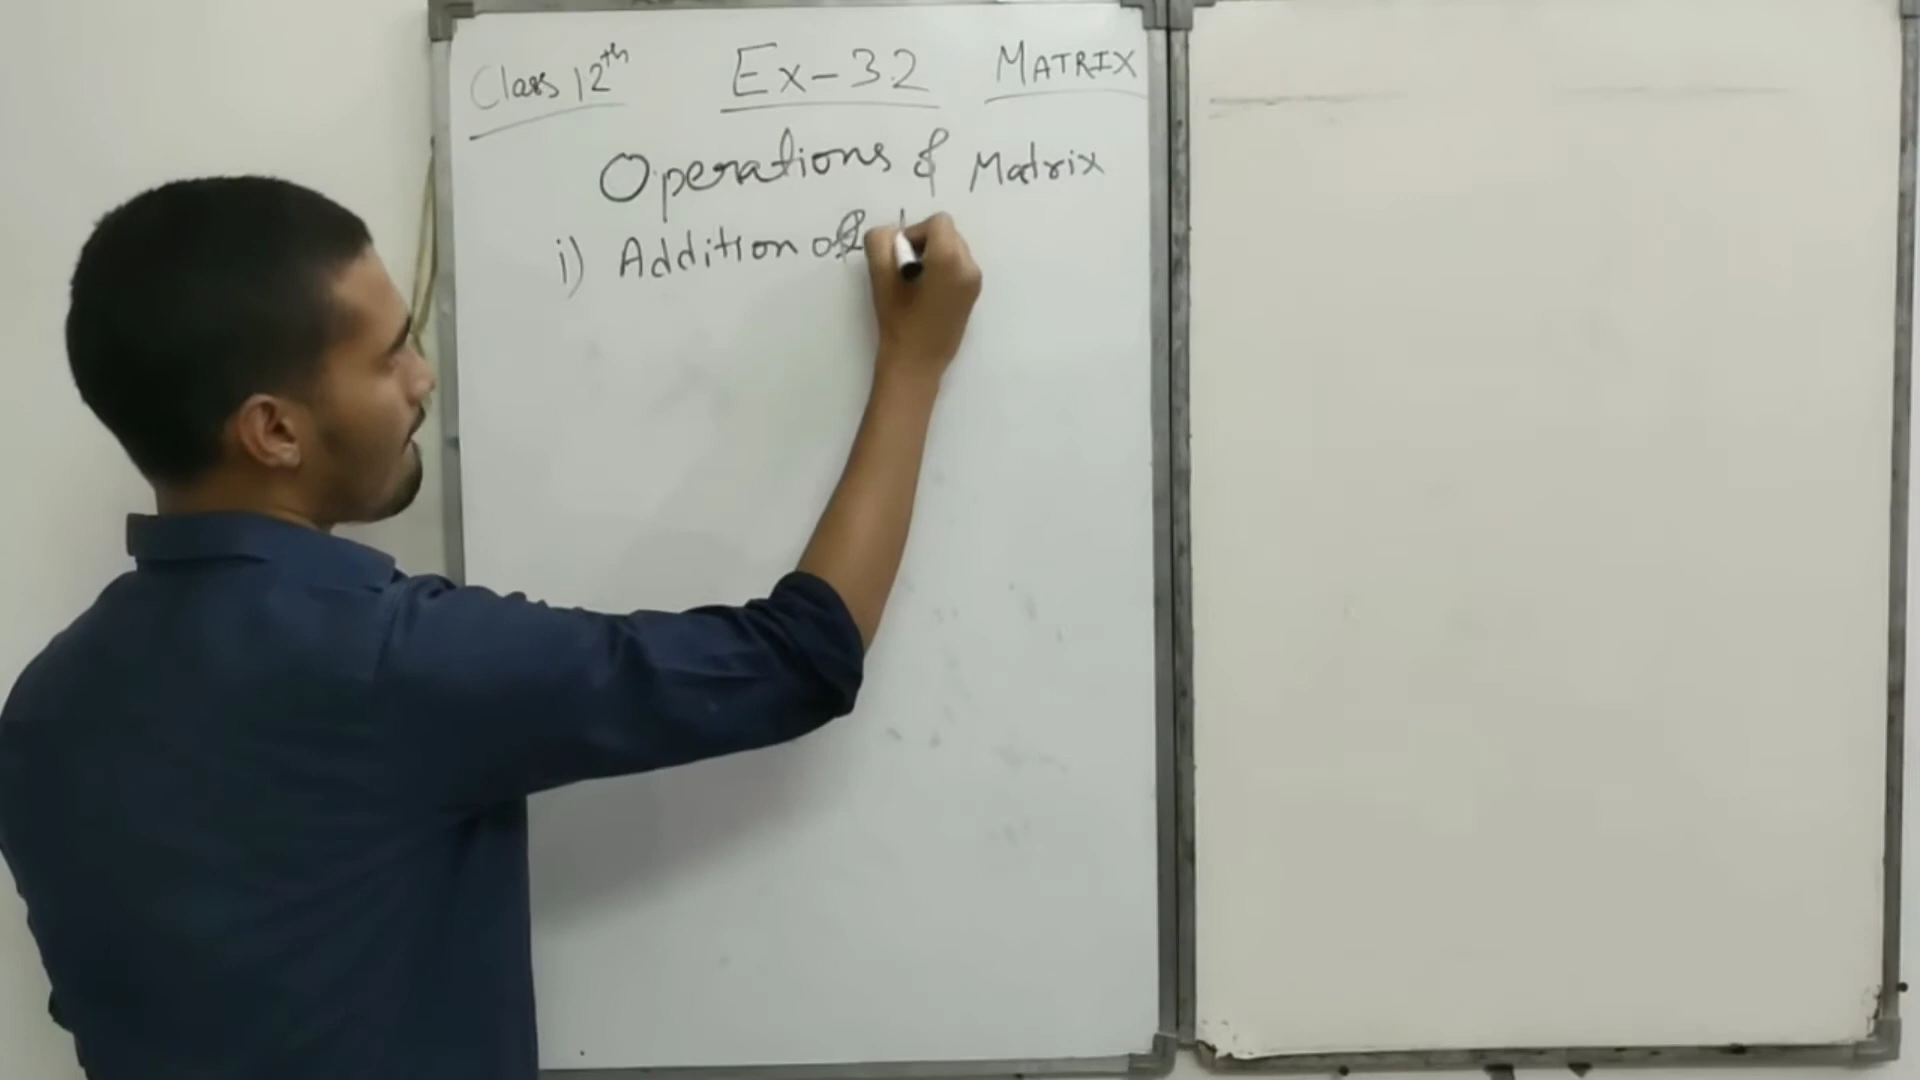 Class 12th Ex-3.2 MATRIX
Operations of Matrix
i) Addition of